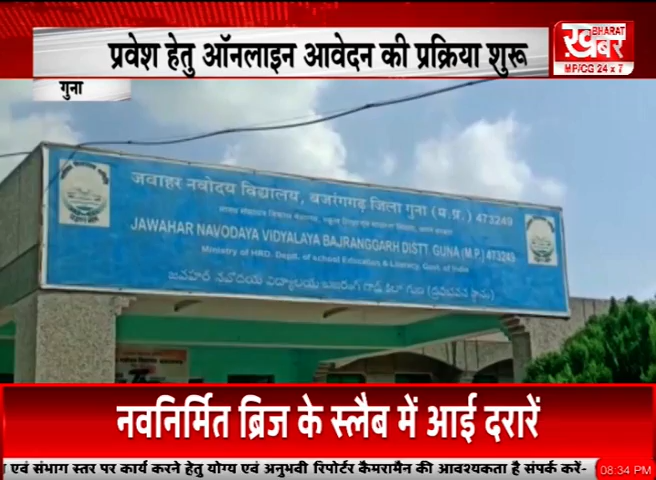 प्रवेश हेतु ऑनलाइन आवेदन की प्रक्रिया शुरू
BHARAT
ख़बर
MP/CG 24 x 7
गुना
जवाहर नवोदय विद्यालय, बजरंगगढ़ जिला गुना (म.प्र.) 473249
JAWAHAR NAVODAYA VIDYALAYA BAJRANGGARH DISTT. GUNA (M.P.) 473249
Ministry of HRD, Deptt. of school Education & Literacy, Govt. of India
नवनिर्मित ब्रिज के स्लैब में आई दरारें
एवं संभाग स्तर पर कार्य करने हेतु योग्य एवं अनुभवी रिपोर्टर कैमरामैन की आवश्यकता है संपर्क करें-
08:34 PM